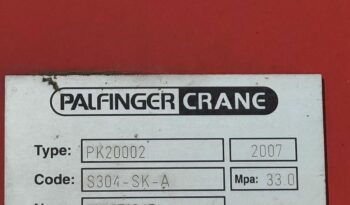 PALFINGER CRANE
Type: PK20002 2007
Code: S304-SK-A Mpa: 33.0